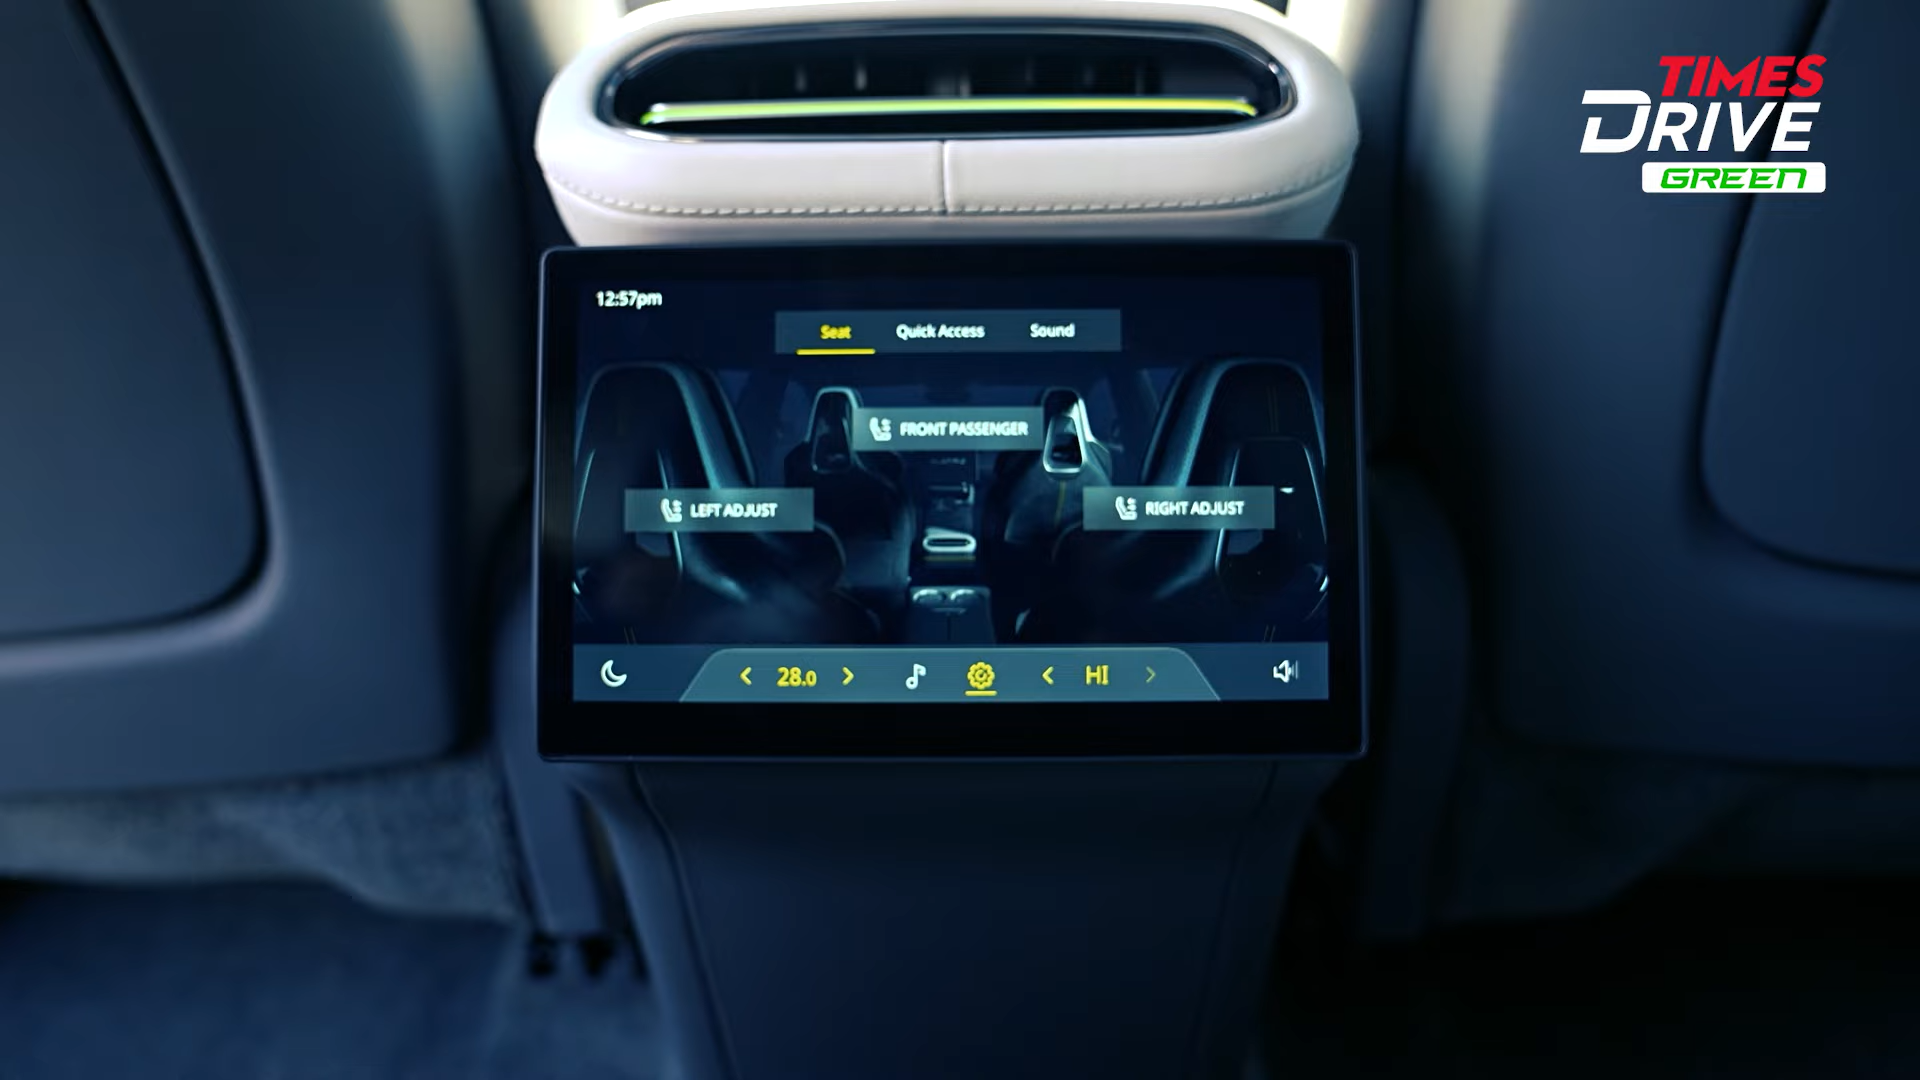 TIMES
DRIVE
GREEN
12:57pm
Seat Quick Access Sound
FRONT PASSENGER
LEFT ADJUST
RIGHT ADJUST
28.0
HI